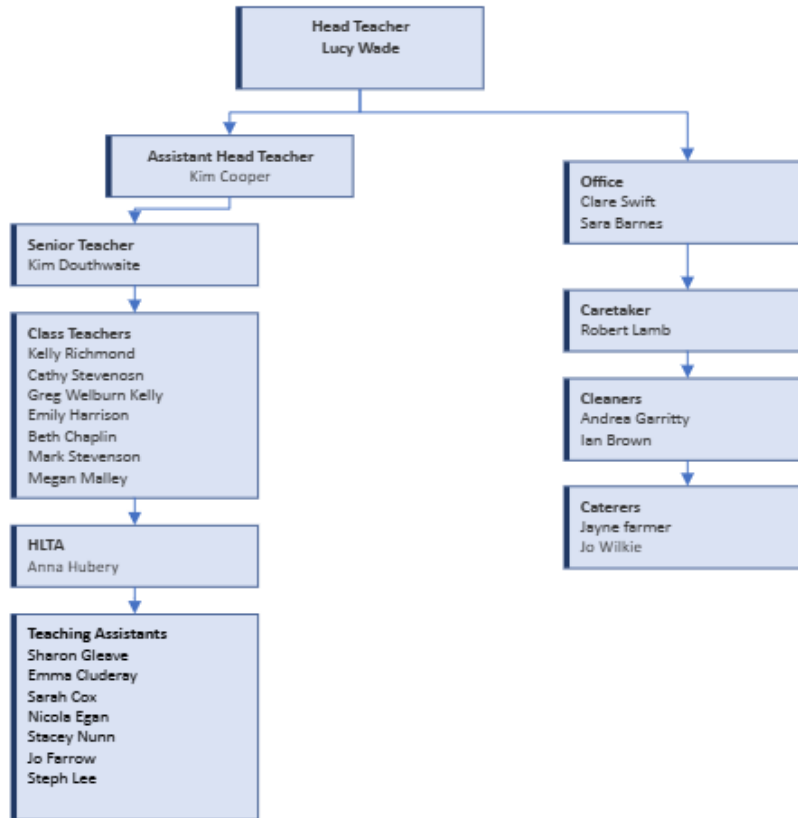 Head Teacher
Lucy Wade
Assistant Head Teacher
Kim Cooper
Senior Teacher
Kim Douthwaite
Class Teachers
Kelly Richmond
Cathy Stevenosn
Greg Welburn Kelly
Emily Harrison
Beth Chaplin
Mark Stevenson
Megan Malley
HLTA
Anna Hubery
Teaching Assistants
Sharon Gleave
Emma Cluderay
Sarah Cox
Nicola Egan
Stacey Nunn
Jo Farrow
Steph Lee
Office
Clare Swift
Sara Barnes
Caretaker
Robert Lamb
Cleaners
Andrea Garritty
Ian Brown
Caterers
Jayne farmer
Jo Wilkie